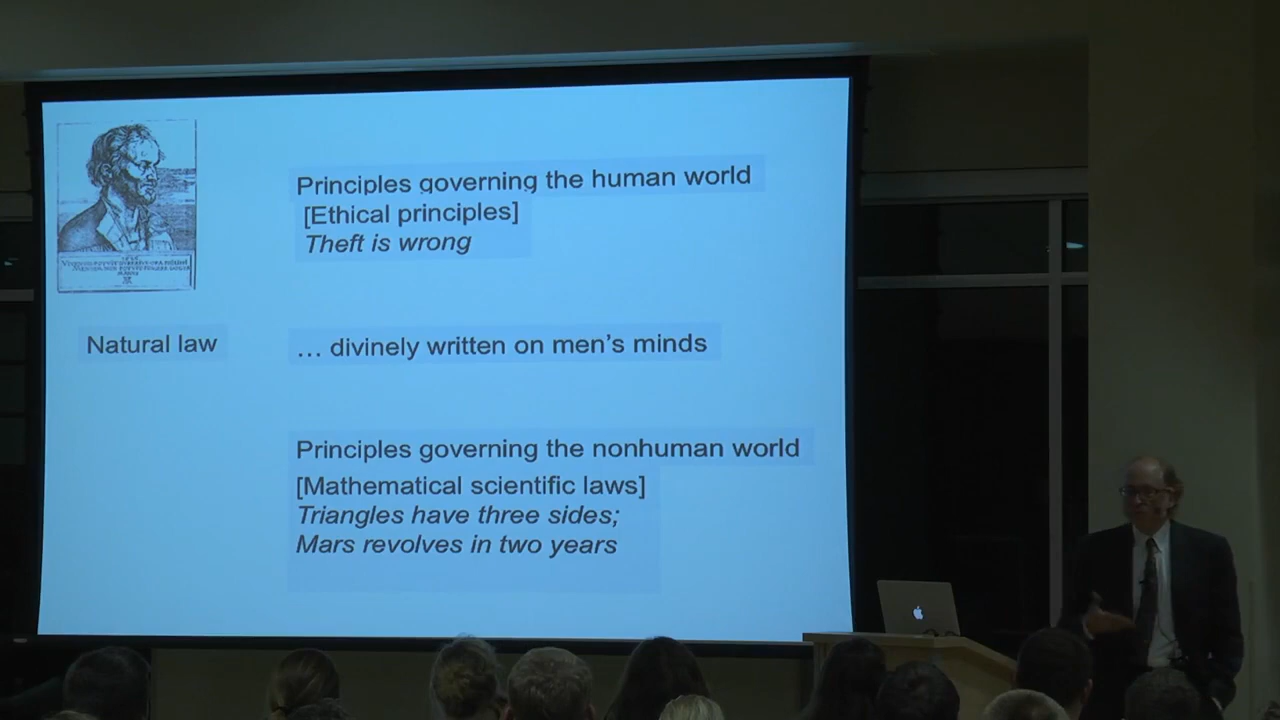 Principles governing the human world
[Ethical principles]
Theft is wrong
Natural law
… divinely written on men’s minds
Principles governing the nonhuman world
[Mathematical scientific laws]
Triangles have three sides;
Mars revolves in two years